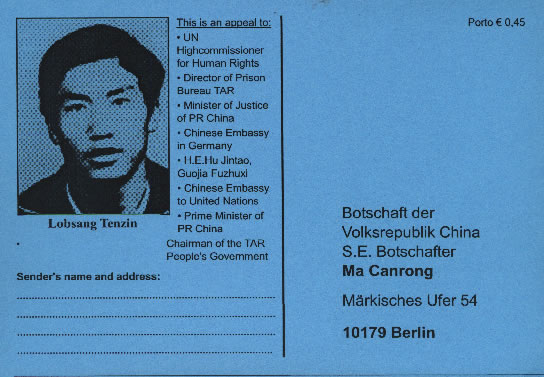 This is an appeal to:
• UN
Highcommissioner
for Human Rights
• Director of Prison
Bureau TAR
• Minister of Justice
of PR China
• Chinese Embassy
in Germany
• H.E.Hu Jintao,
Guojia Fuzhuxi
• Chinese Embassy
to United Nations
• Prime Minister of
PR China
•
Chairman of the TAR
People's Government
Lobsang Tenzin
Sender's name and address:
Porto € 0,45
Botschaft der
Volksrepublik China
S.E. Botschafter
Ma Canrong
Märkisches Ufer 54
10179 Berlin